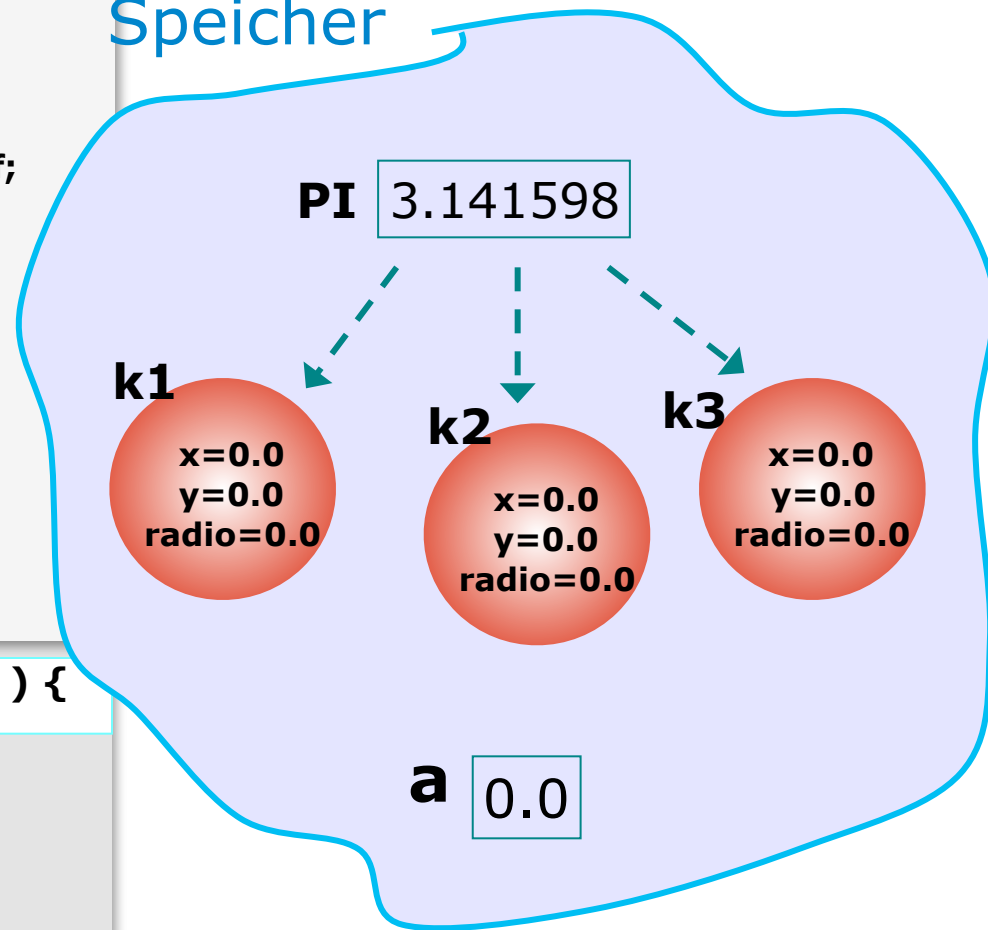 Speicher
f;
PI 3.141598
k1
x=0.0
y=0.0
radio=0.0
k2
x=0.0
y=0.0
radio=0.0
k3
x=0.0
y=0.0
radio=0.0
) {
a 0.0